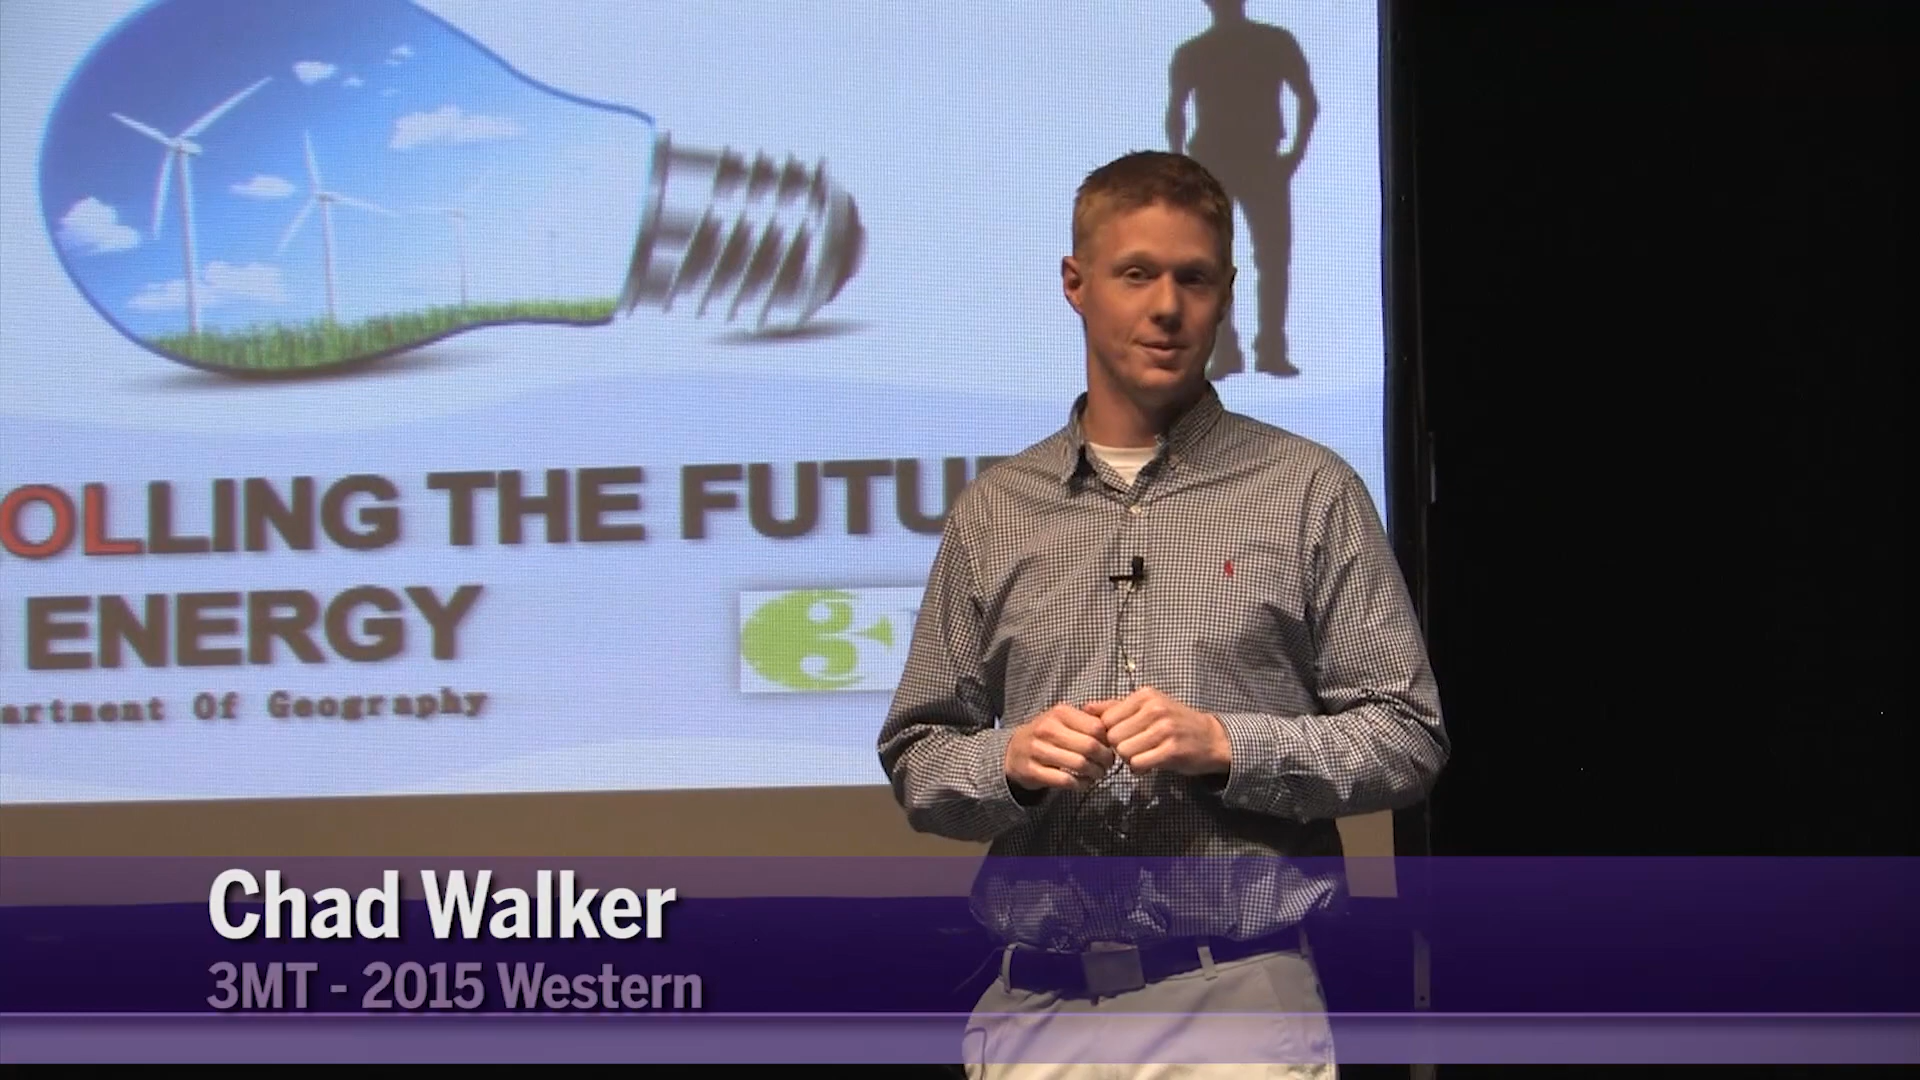 OLLING THE FUTU
ENERGY
artment Of Geography
Chad Walker
3MT - 2015 Western